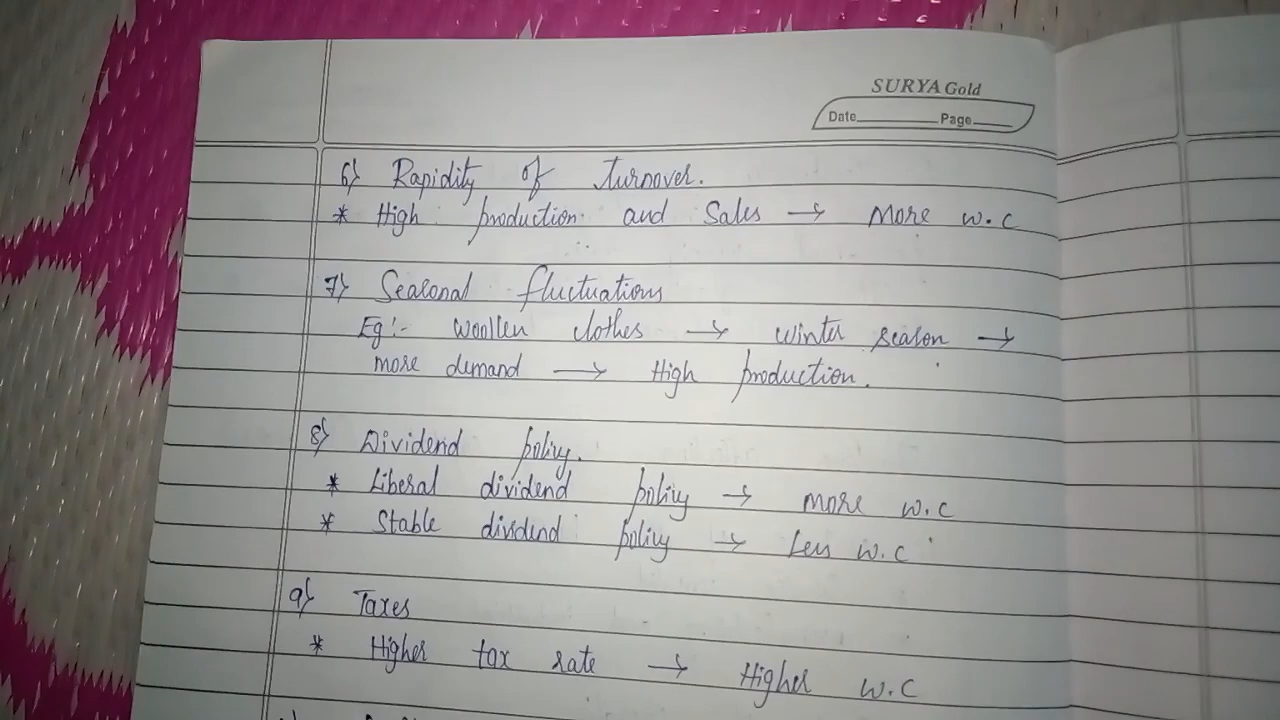 SURYA Gold
Date Page
6) Rapidity of turnover.
* High production and Sales → More w.c
7) Seasonal fluctuations
Eg:- woollen clothes → winter season →
more demand → High production.
8) Dividend policy.
* Liberal dividend policy → more w.c
* Stable dividend policy → Less w.c
9) Taxes
* Higher tax rate → Higher w.c